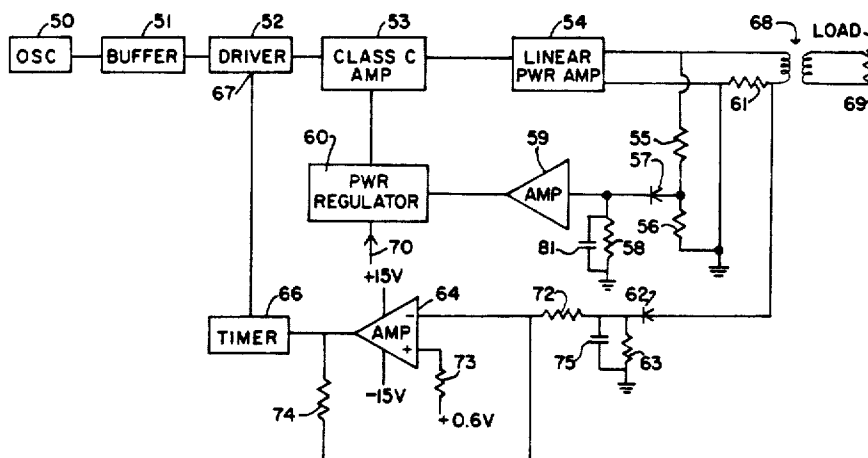 50
51
52
53
54
68
LOAD
OSC
BUFFER
DRIVER
CLASS C
AMP
LINEAR
PWR AMP
67
61
69
55
57
59
60
PWR
REGULATOR
AMP
56
81
58
70
+15V
66
64
72
62
TIMER
AMP
−
+
73
75
63
−15V
74
+0.6V